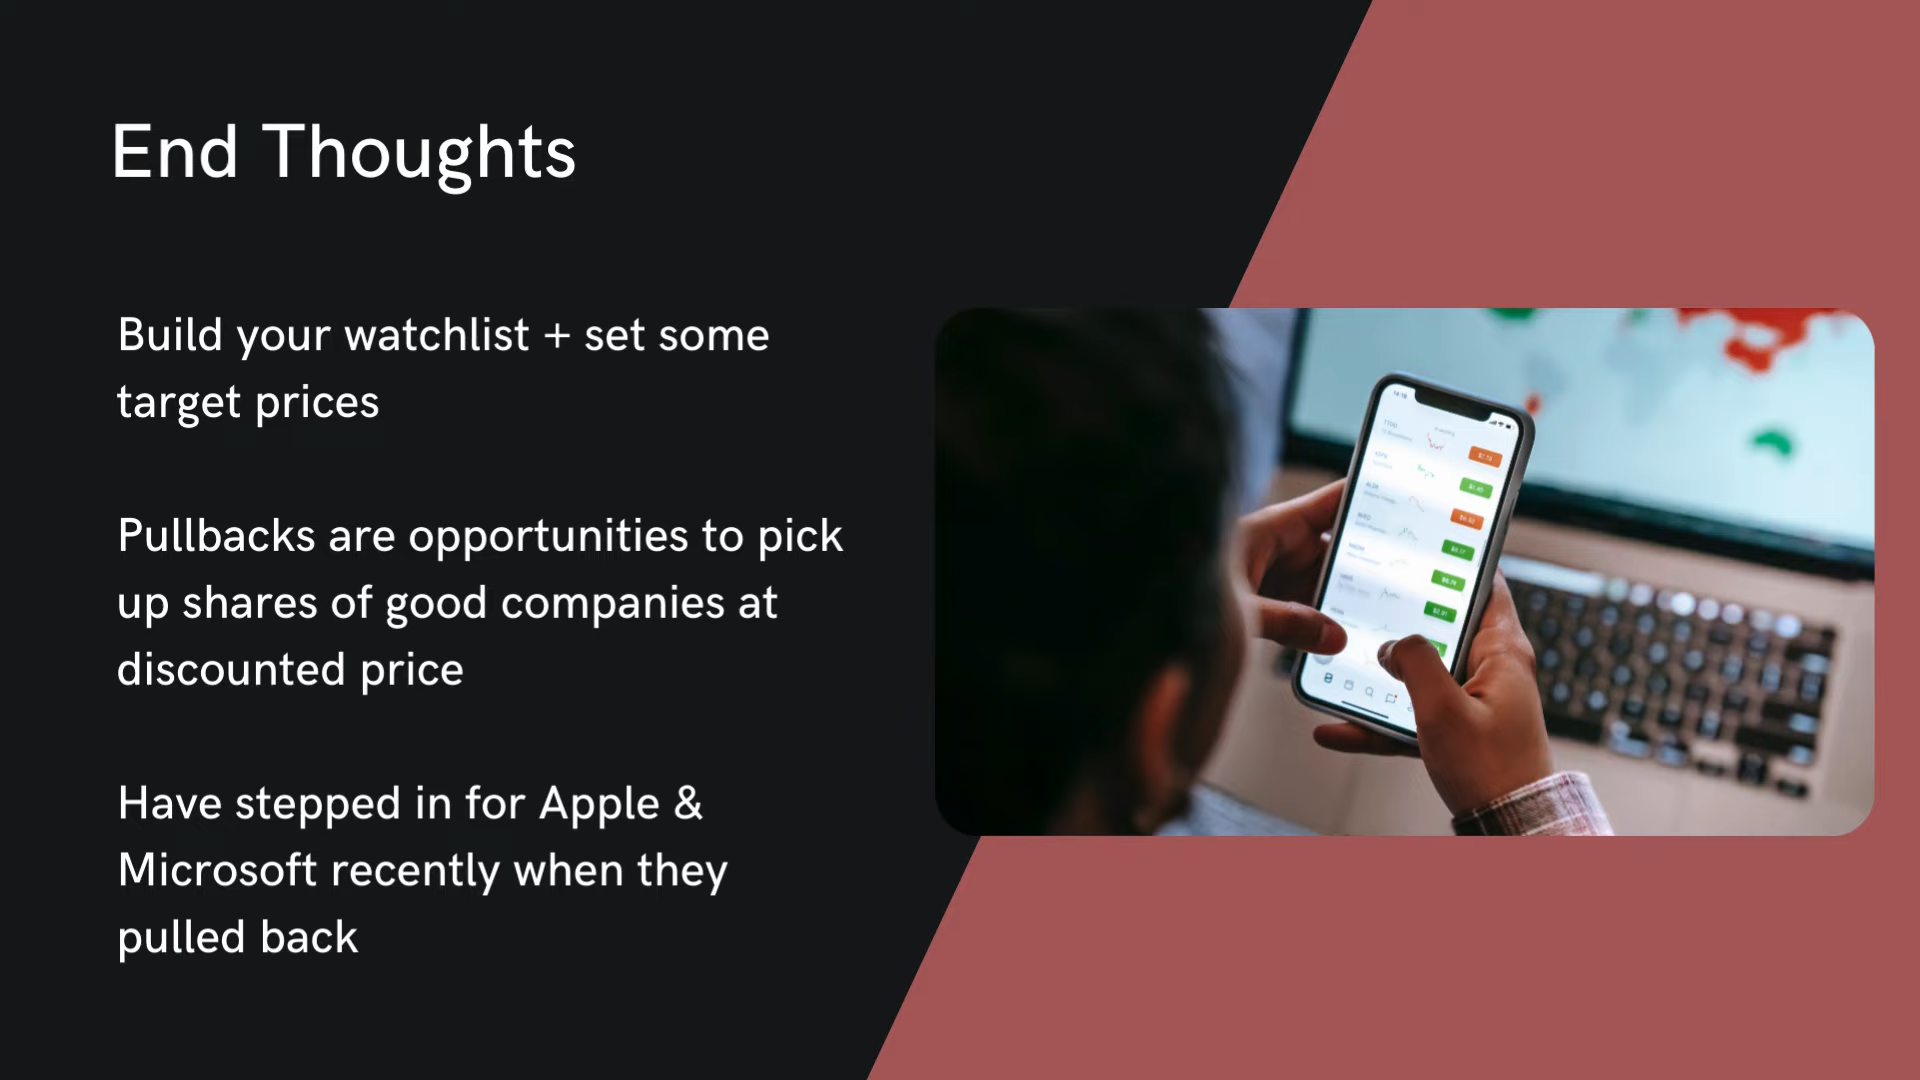 End Thoughts
Build your watchlist + set some
target prices
Pullbacks are opportunities to pick
up shares of good companies at
discounted price
Have stepped in for Apple &
Microsoft recently when they
pulled back